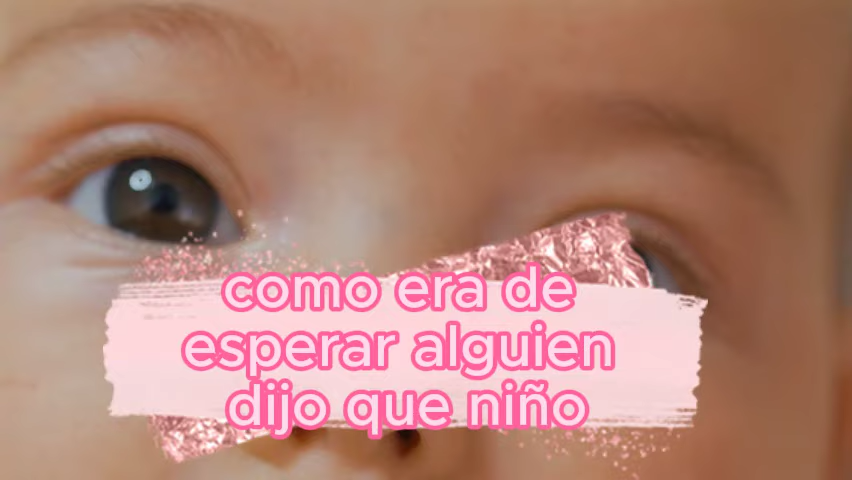 como era de
esperar alguien
dijo que niño